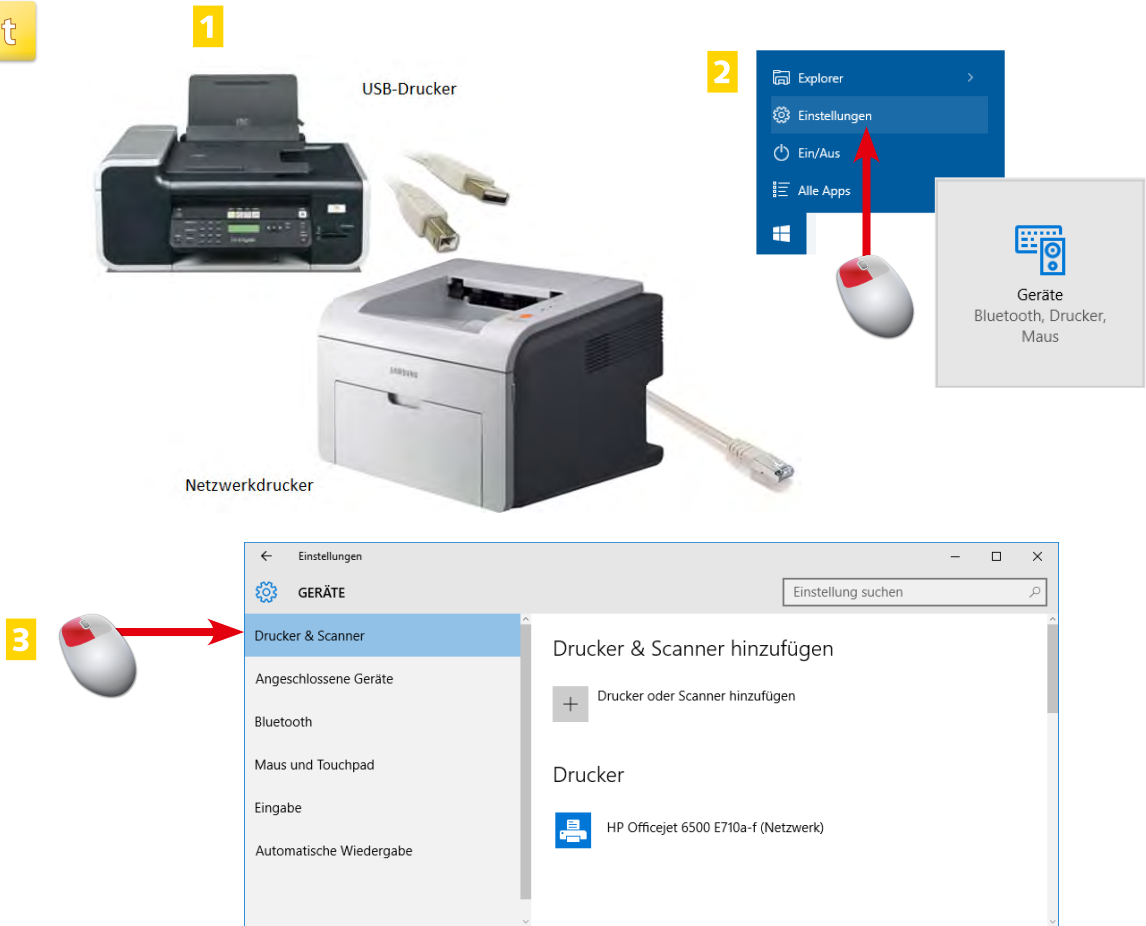 t
1
USB-Drucker
2
Explorer
Einstellungen
Ein/Aus
Alle Apps
Geräte
Bluetooth, Drucker,
Maus
SAMSUNG
Netzwerkdrucker
Einstellungen
GERÄTE
Einstellung suchen
3
Drucker & Scanner
Angeschlossene Geräte
Bluetooth
Maus und Touchpad
Eingabe
Automatische Wiedergabe
Drucker & Scanner hinzufügen
Drucker oder Scanner hinzufügen
Drucker
HP Officejet 6500 E710a-f (Netzwerk)